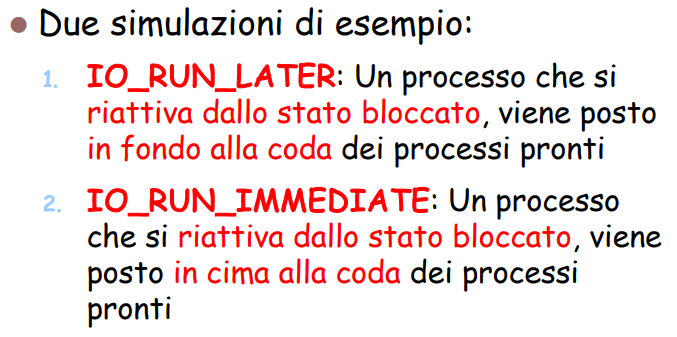 ● Due simulazioni di esempio:
1. IO_RUN_LATER: Un processo che si
riattiva dallo stato bloccato, viene posto
in fondo alla coda dei processi pronti
2. IO_RUN_IMMEDIATE: Un processo
che si riattiva dallo stato bloccato, viene
posto in cima alla coda dei processi
pronti